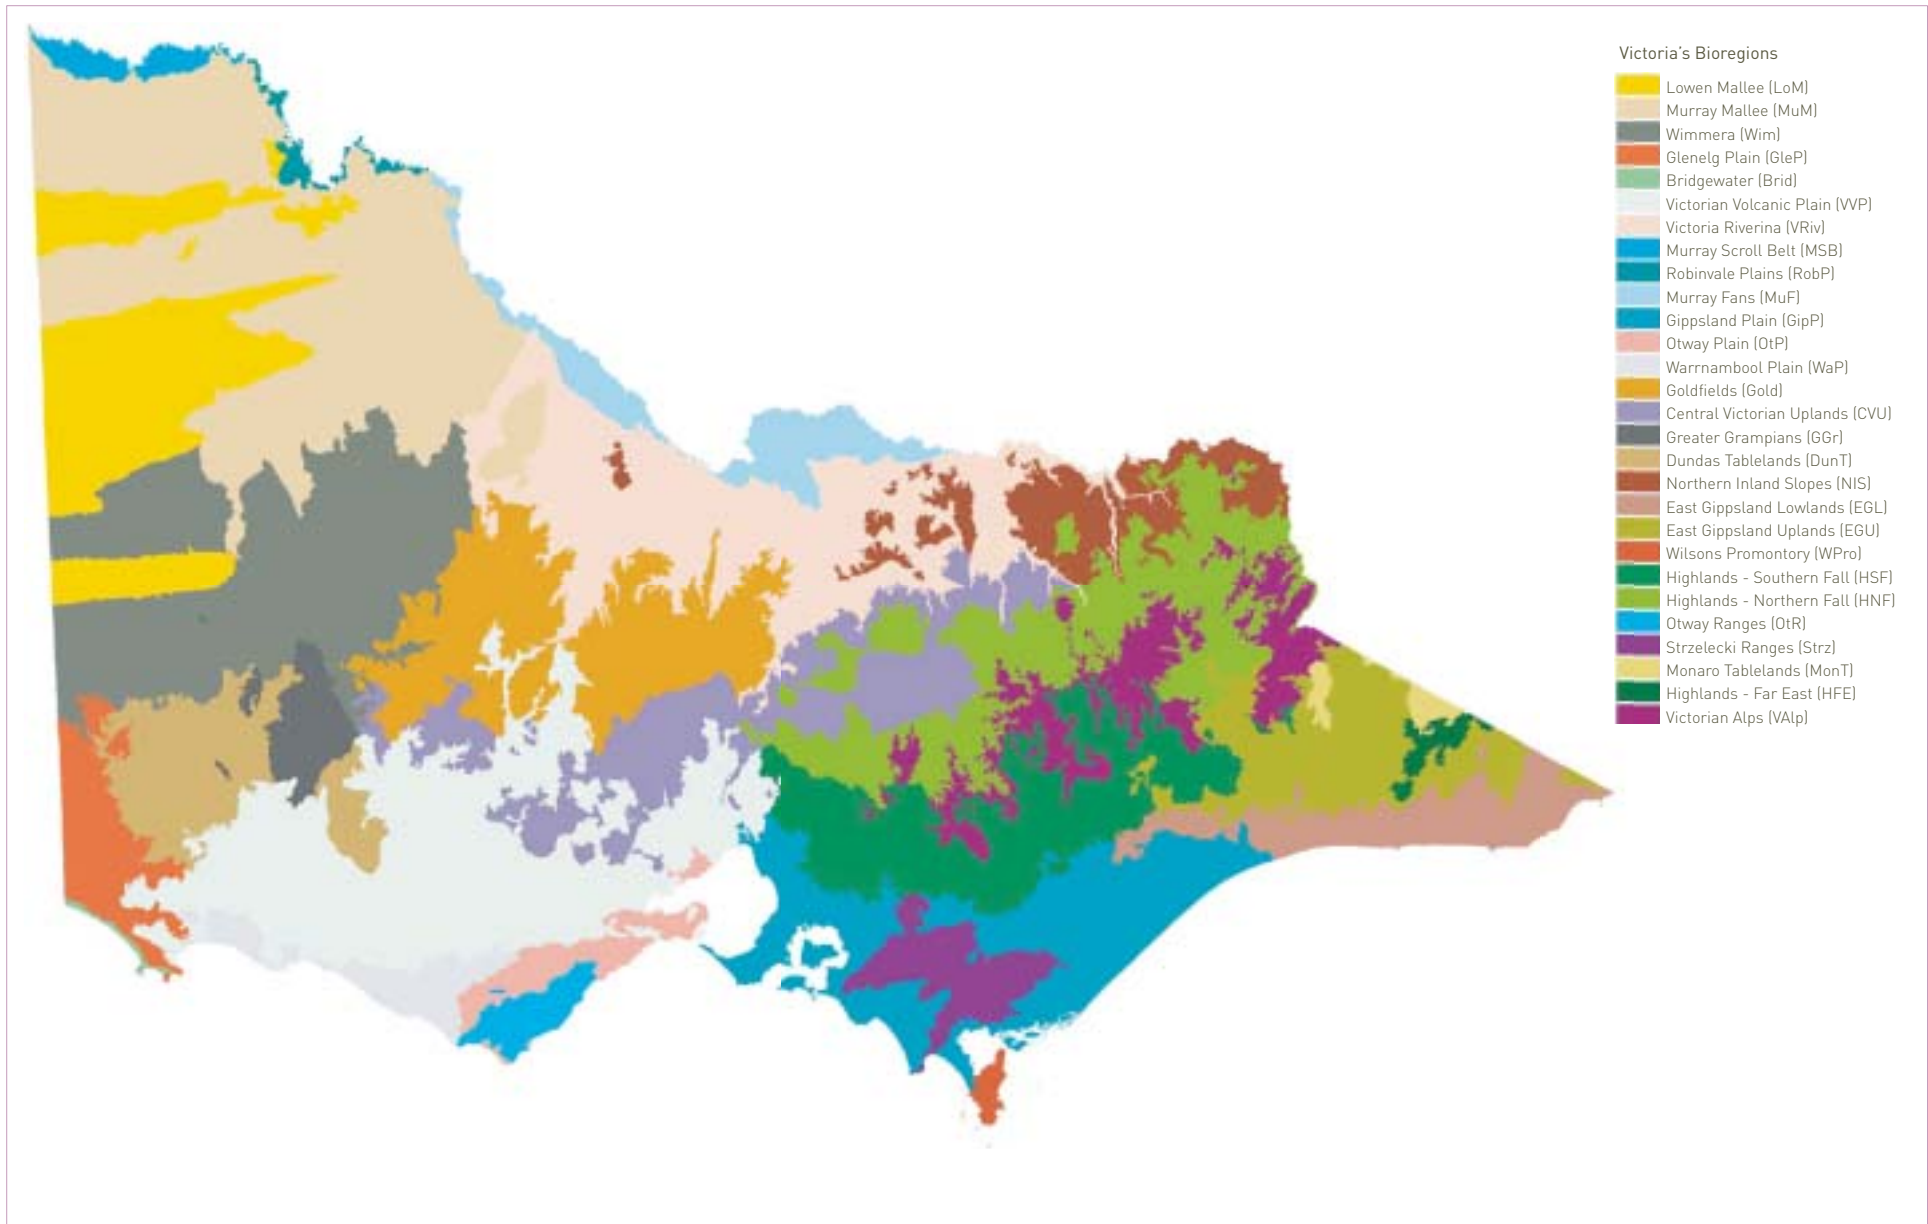 Victoria's Bioregions
Lowen Mallee (LoM)
Murray Mallee (MuM)
Wimmera (Wim)
Glenelg Plain (GleP)
Bridgewater (Brid)
Victorian Volcanic Plain (VVP)
Victoria Riverina (VRiv)
Murray Scroll Belt (MSB)
Robinvale Plains (RobP)
Murray Fans (MuF)
Gippsland Plain (GipP)
Otway Plain (OtP)
Warrnambool Plain (WaP)
Goldfields (Gold)
Central Victorian Uplands (CVU)
Greater Grampians (GGr)
Dundas Tablelands (DunT)
Northern Inland Slopes (NIS)
East Gippsland Lowlands (EGL)
East Gippsland Uplands (EGU)
Wilsons Promontory (WPro)
Highlands - Southern Fall (HSF)
Highlands - Northern Fall (HNF)
Otway Ranges (OtR)
Strzelecki Ranges (Strz)
Monaro Tablelands (MonT)
Highlands - Far East (HFE)
Victorian Alps (VAlp)